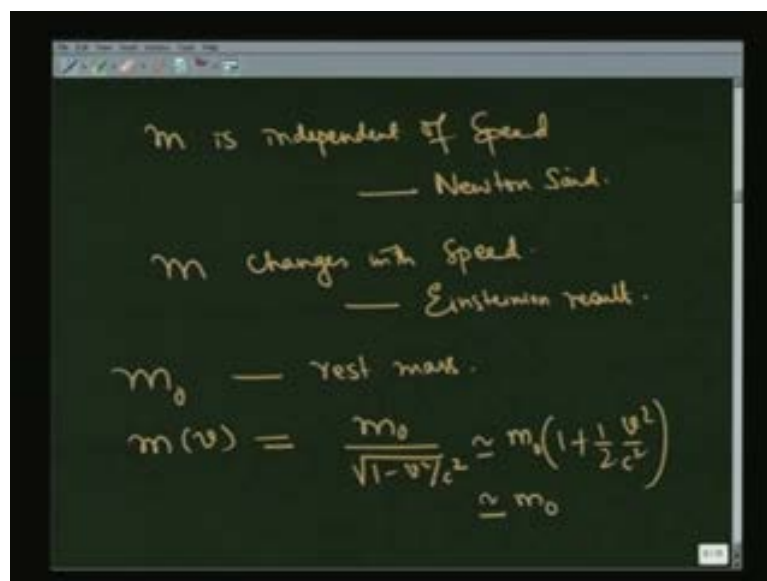 m is independent of Speed
— Newton Said.
m changes with Speed.
— Einsteinian result.
m₀ — rest mass.
m(v) = m₀/√(1-v²/c²) ≃ m₀(1+1/2 v²/c²)
≃ m₀